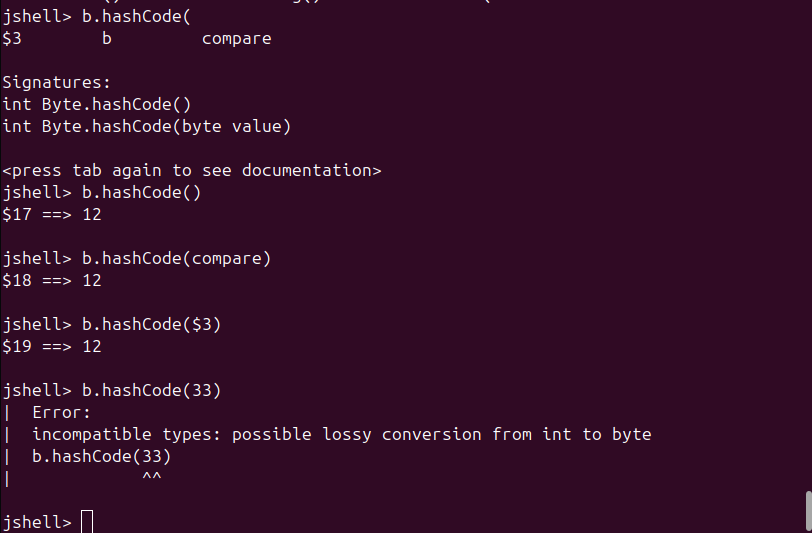 jshell> b.hashCode(
$3 b compare
Signatures:
int Byte.hashCode()
int Byte.hashCode(byte value)
<press tab again to see documentation>
jshell> b.hashCode()
$17 ==> 12
jshell> b.hashCode(compare)
$18 ==> 12
jshell> b.hashCode($3)
$19 ==> 12
jshell> b.hashCode(33)
| Error:
| incompatible types: possible lossy conversion from int to byte
| b.hashCode(33)
| ^^
jshell>